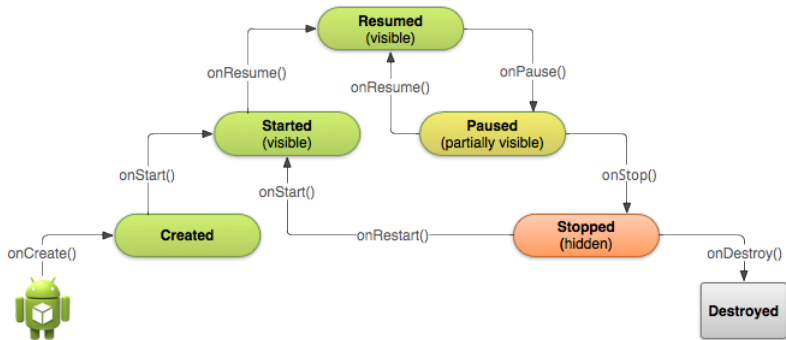 Resumed
(visible)
onResume()
onResume()
onPause()
Started
(visible)
Paused
(partially visible)
onStart()
onStart()
onStop()
Created
onRestart()
Stopped
(hidden)
onCreate()
onDestroy()
Destroyed